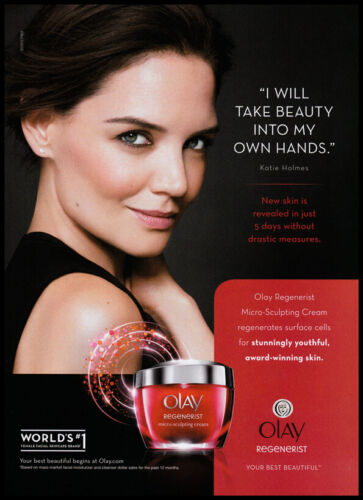 "I WILL
TAKE BEAUTY
INTO MY
OWN HANDS."
Katie Holmes
New skin is
revealed in just
5 days without
drastic measures.
Olay Regenerist
Micro-Sculpting Cream
regenerates surface cells
for stunningly youthful,
award-winning skin.
OLAY
REGENERIST
micro-sculpting cream
OLAY
REGENERIST
YOUR BEST BEAUTIFUL™
WORLD'S #1
FEMALE FACIAL SKINCARE BRAND*
Your best beautiful begins at Olay.com
*Based on mass-market facial moisturizer and cleanser dollar sales for the past 12 months.